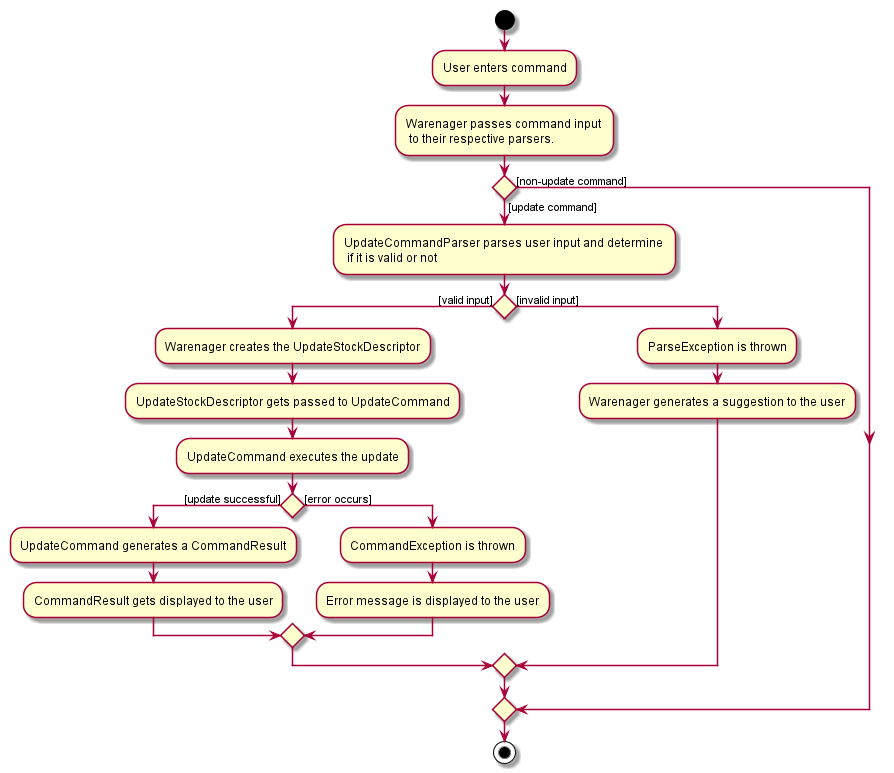 User enters command
Warenager passes command input
to their respective parsers.
[non-update command]
[update command]
UpdateCommandParser parses user input and determine
if it is valid or not
[valid input]
[invalid input]
Warenager creates the UpdateStockDescriptor
ParseException is thrown
UpdateStockDescriptor gets passed to UpdateCommand
Warenager generates a suggestion to the user
UpdateCommand executes the update
[update successful]
[error occurs]
UpdateCommand generates a CommandResult
CommandException is thrown
CommandResult gets displayed to the user
Error message is displayed to the user